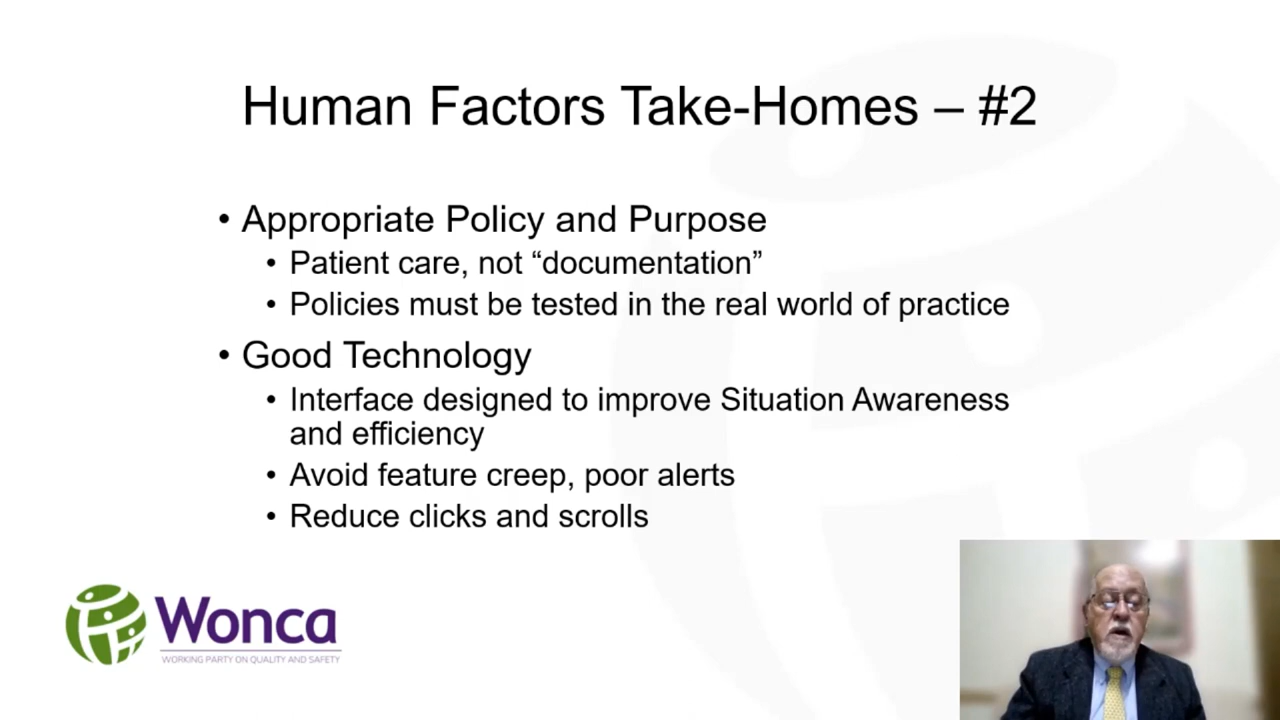 Human Factors Take-Homes – #2
• Appropriate Policy and Purpose
• Patient care, not “documentation”
• Policies must be tested in the real world of practice
• Good Technology
• Interface designed to improve Situation Awareness
and efficiency
• Avoid feature creep, poor alerts
• Reduce clicks and scrolls
Wonca
WORKING PARTY ON QUALITY AND SAFETY